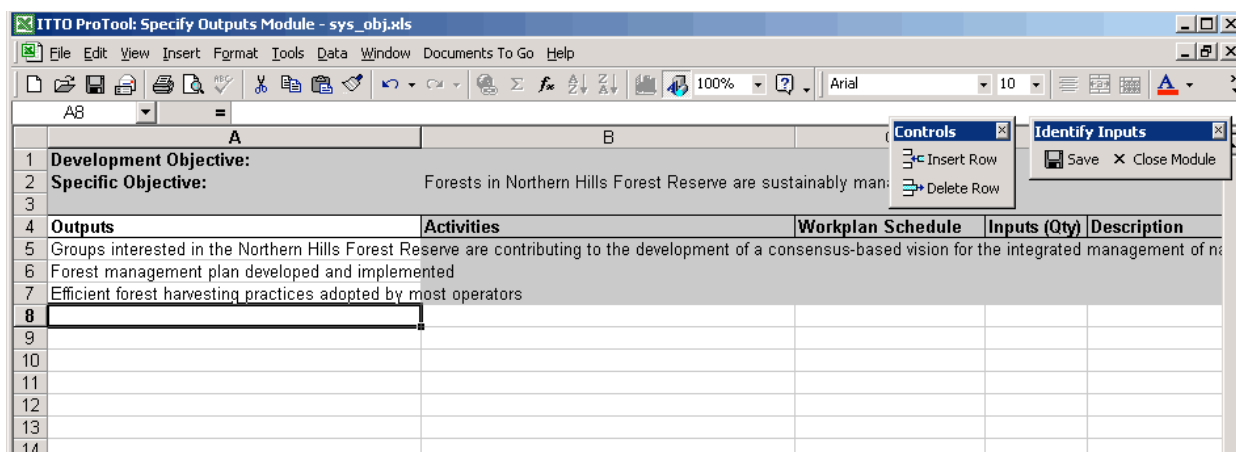 ITTO ProTool: Specify Outputs Module - sys_obj.xls
File Edit View Insert Format Tools Data Window Documents To Go Help
100% Arial 10
A8 =
A B
Controls
Insert Row
Delete Row
Identify Inputs
Save Close Module
1 Development Objective:
2 Specific Objective: Forests in Northern Hills Forest Reserve are sustainably
3
4 Outputs Activities Workplan Schedule Inputs (Qty) Description
5 Groups interested in the Northern Hills Forest Reserve are contributing to the development of a consensus-based vision for the integrated management of
6 Forest management plan developed and implemented
7 Efficient forest harvesting practices adopted by most operators
8
9
10
11
12
13
14